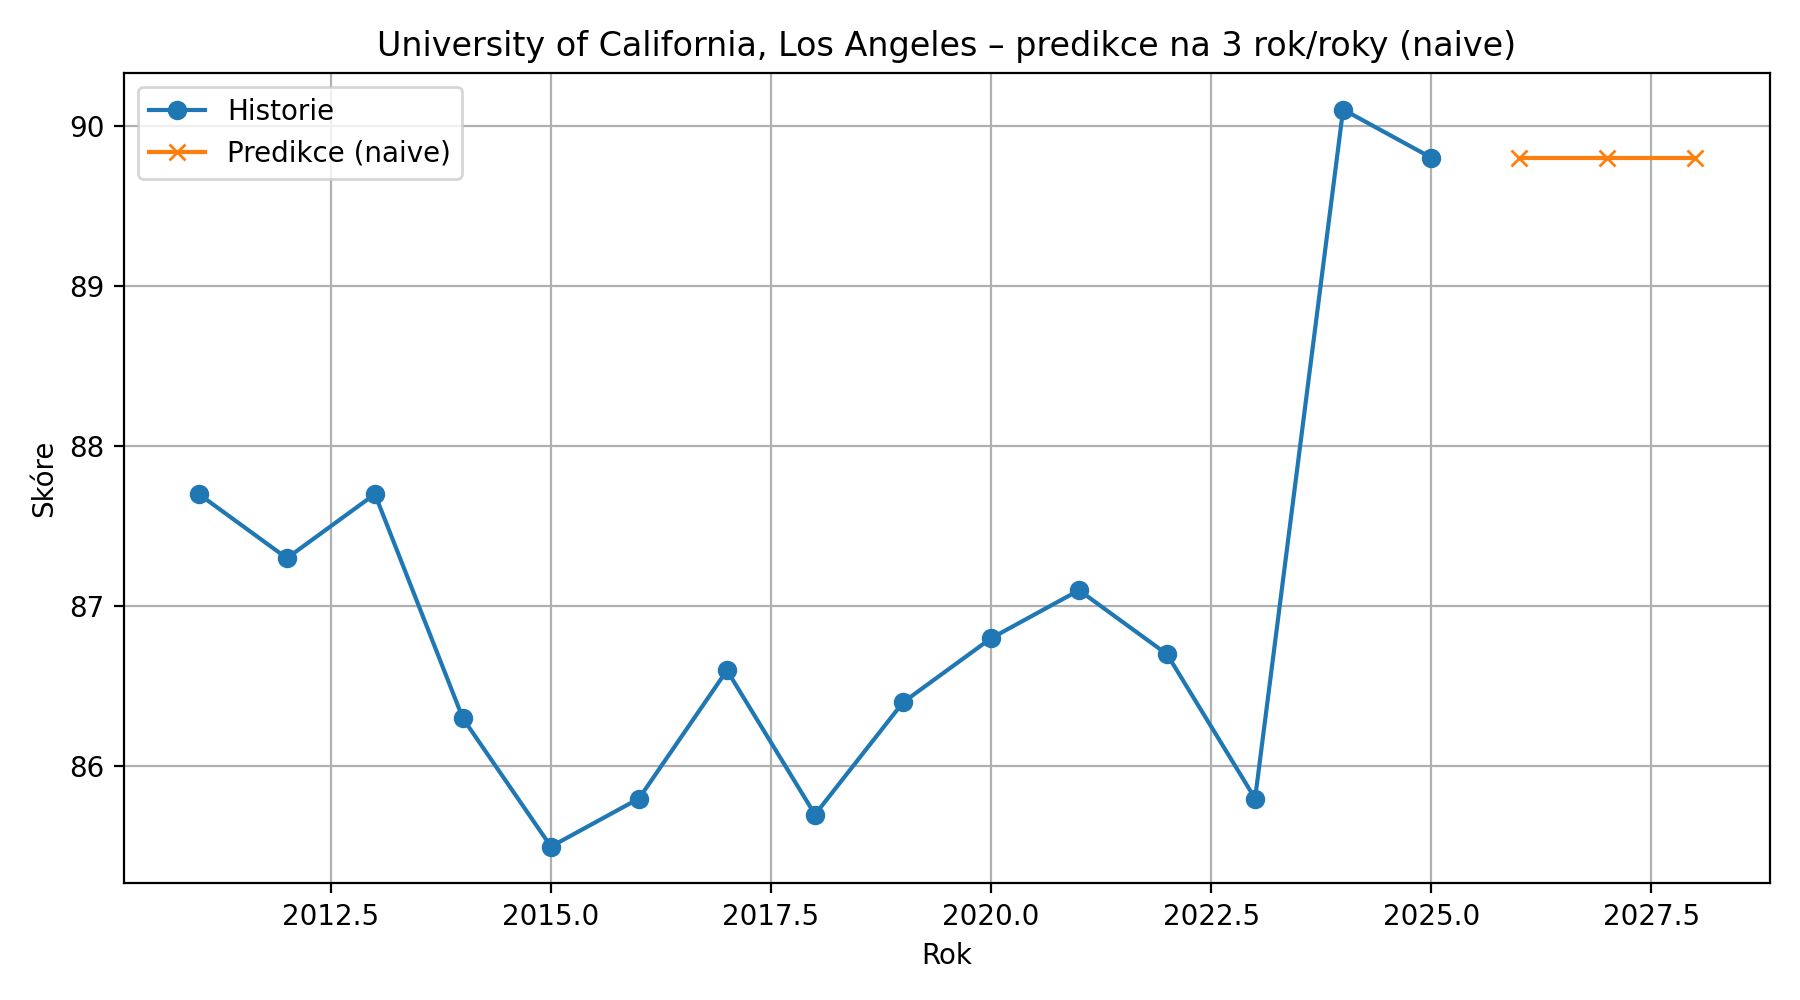 University of California, Los Angeles – predikce na 3 rok/roky (naive)
Historie
Predikce (naive)
90
89
88
87
86
Skóre
2012.5 2015.0 2017.5 2020.0 2022.5 2025.0 2027.5
Rok